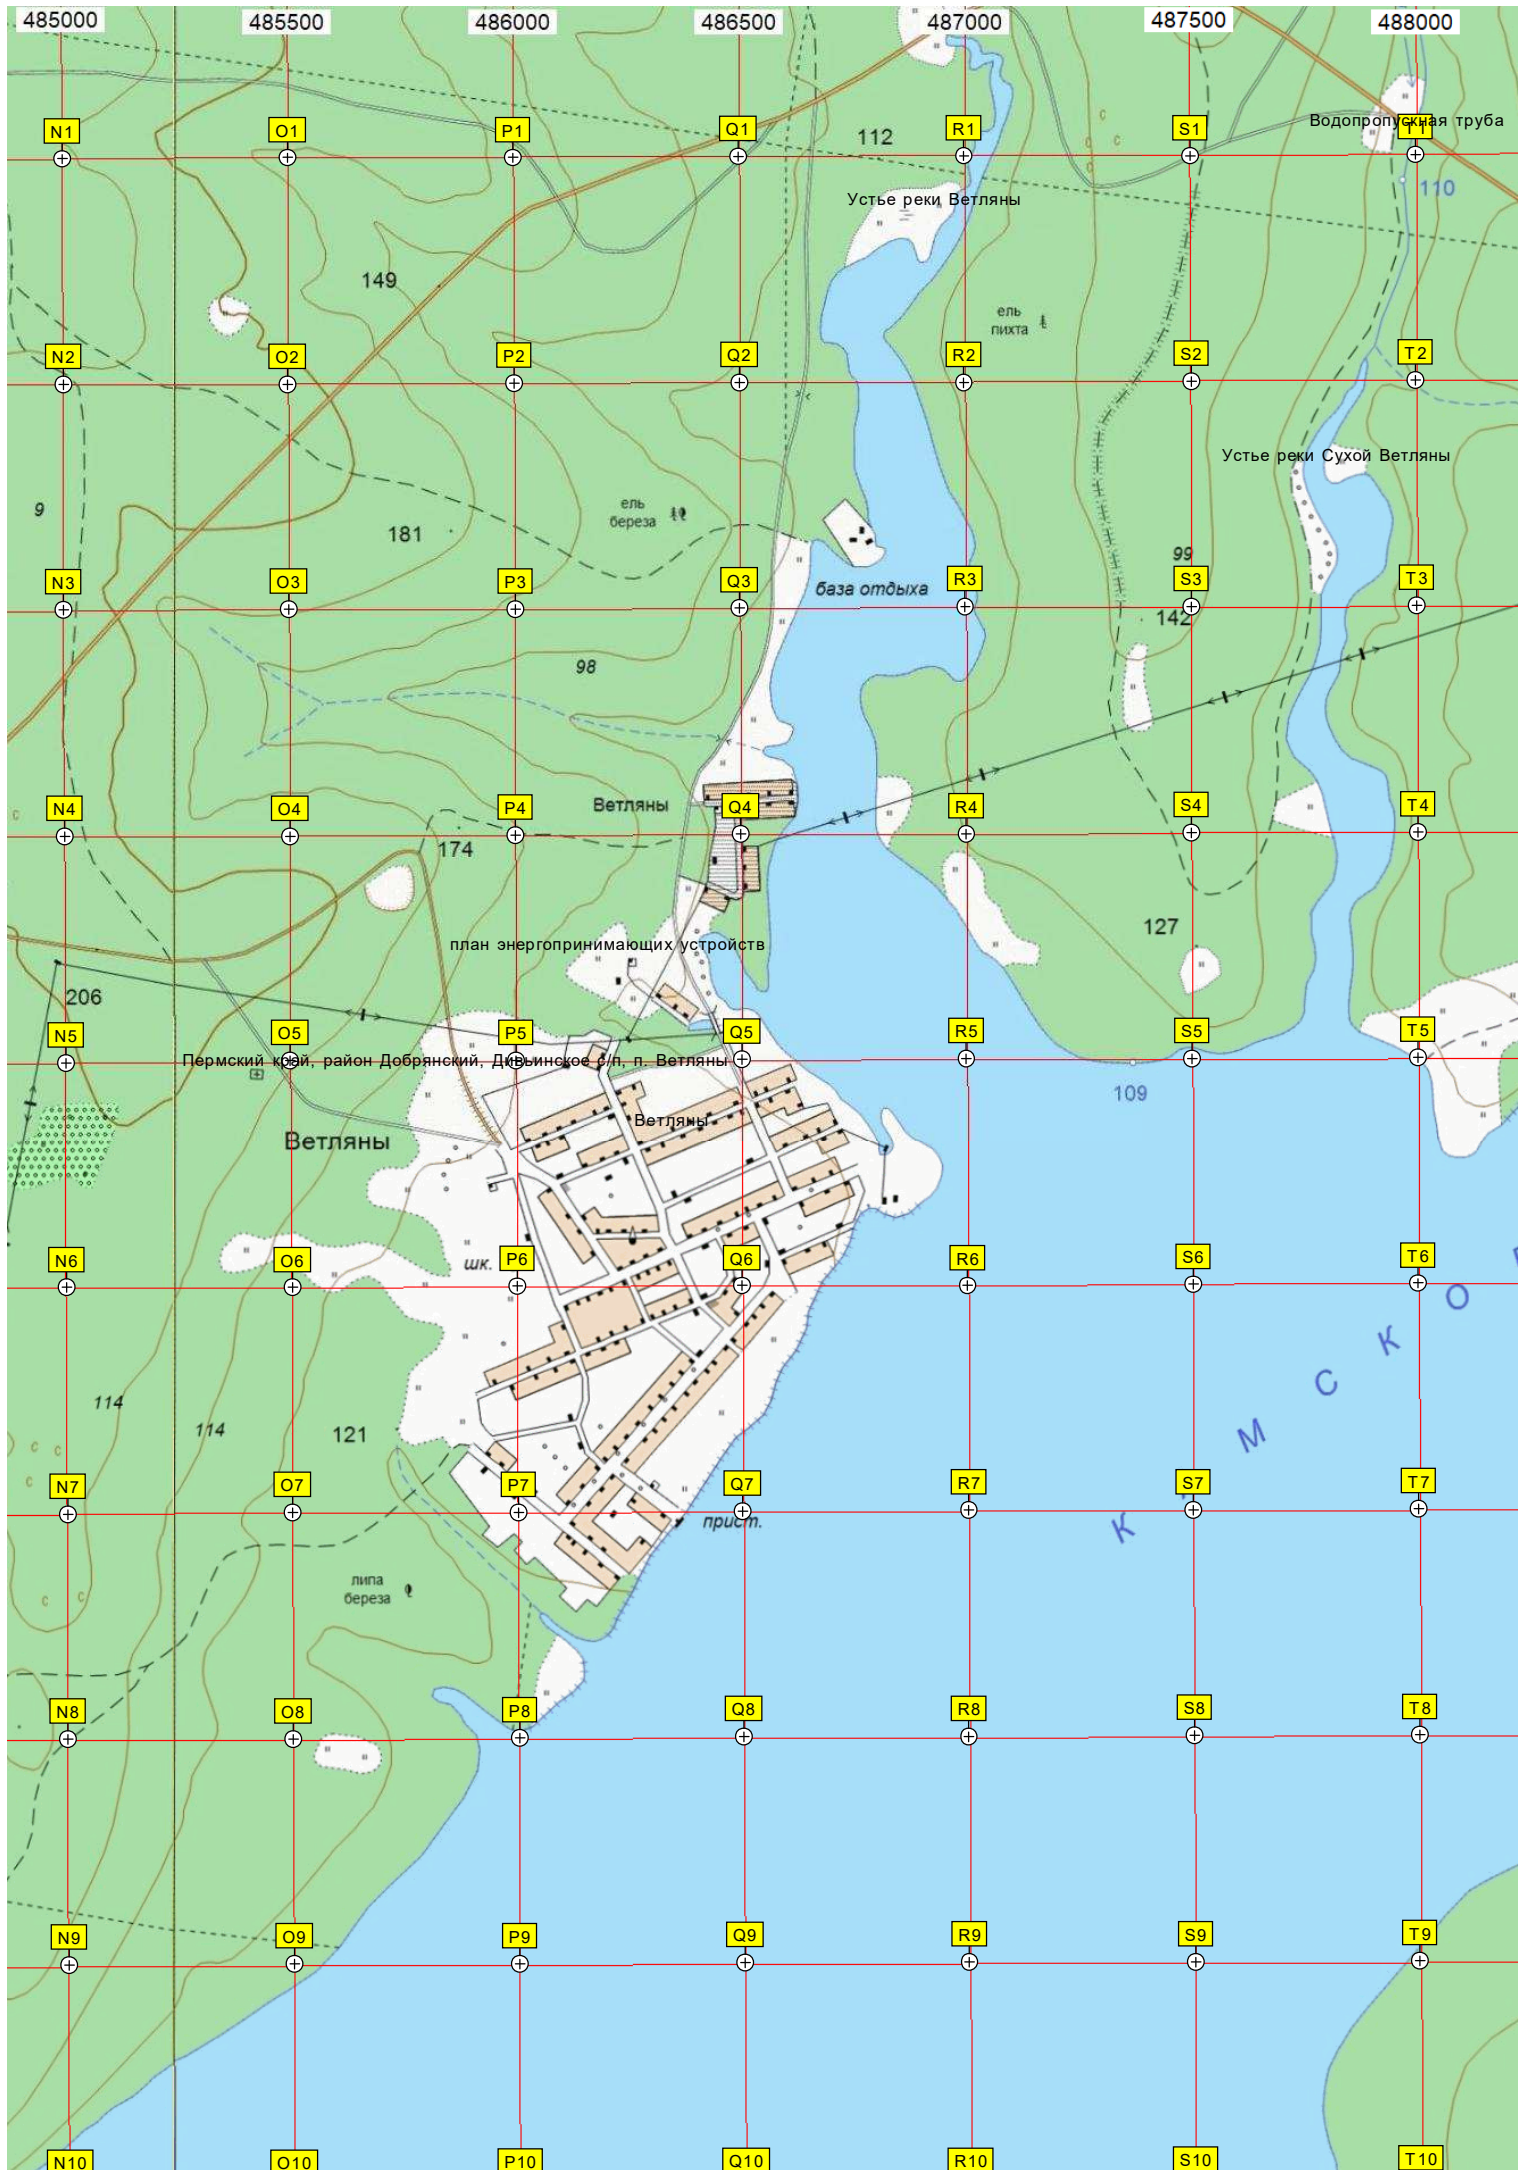 485000 485500 486000 486500 487000 487500 488000
N1 O1 P1 Q1 112 R1 S1 Водопропускная труба
T1
110
Устье реки Ветляны
149
ель
пихта
N2 O2 P2 Q2 R2 S2 T2
Устье реки Сухой Ветляны
9
181
ель
береза
99
N3 O3 P3 Q3 база отдыха R3 S3 T3
142
98
N4 O4 P4 Ветляны Q4 R4 S4 T4
174
127
план энергопринимающих устройств
206
N5 O5 P5 Q5 R5 S5 T5
Пермский край, район Добрянский, Дивьинское с/п, п. Ветляны
109
Ветляны
Ветляны
N6 O6 шк. P6 Q6 R6 S6 T6
К М С К О
114
114
121
N7 O7 P7 Q7 R7 S7 T7
прист.
липа
береза
N8 O8 P8 Q8 R8 S8 T8
N9 O9 P9 Q9 R9 S9 T9
N10 O10 P10 Q10 R10 S10 T10